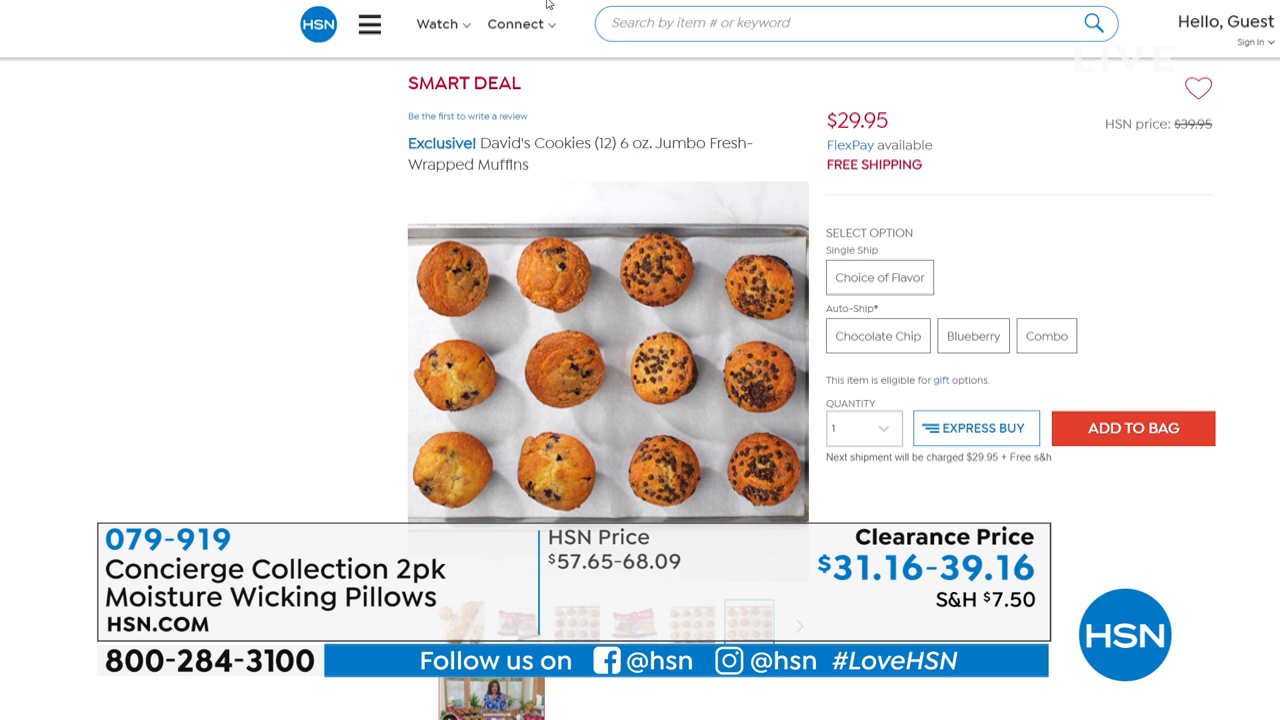 HSN
Watch
Connect
Search by item # or keyword
Hello, Guest
Sign In
LIVE
SMART DEAL
Be the first to write a review
Exclusive! David's Cookies (12) 6 oz. Jumbo Fresh-
Wrapped Muffins
$29.95
HSN price: $39.95
FlexPay available
FREE SHIPPING
SELECT OPTION
Single Ship
Choice of Flavor
Auto-Ship®
Chocolate Chip
Blueberry
Combo
This item is eligible for gift options.
QUANTITY
1
EXPRESS BUY
ADD TO BAG
Next shipment will be charged $29.95 + Free s&h
079-919
Concierge Collection 2pk
Moisture Wicking Pillows
HSN.COM
HSN Price
$57.65-68.09
Clearance Price
$31.16-39.16
S&H $7.50
HSN
800-284-3100
Follow us on @hsn @hsn #LoveHSN